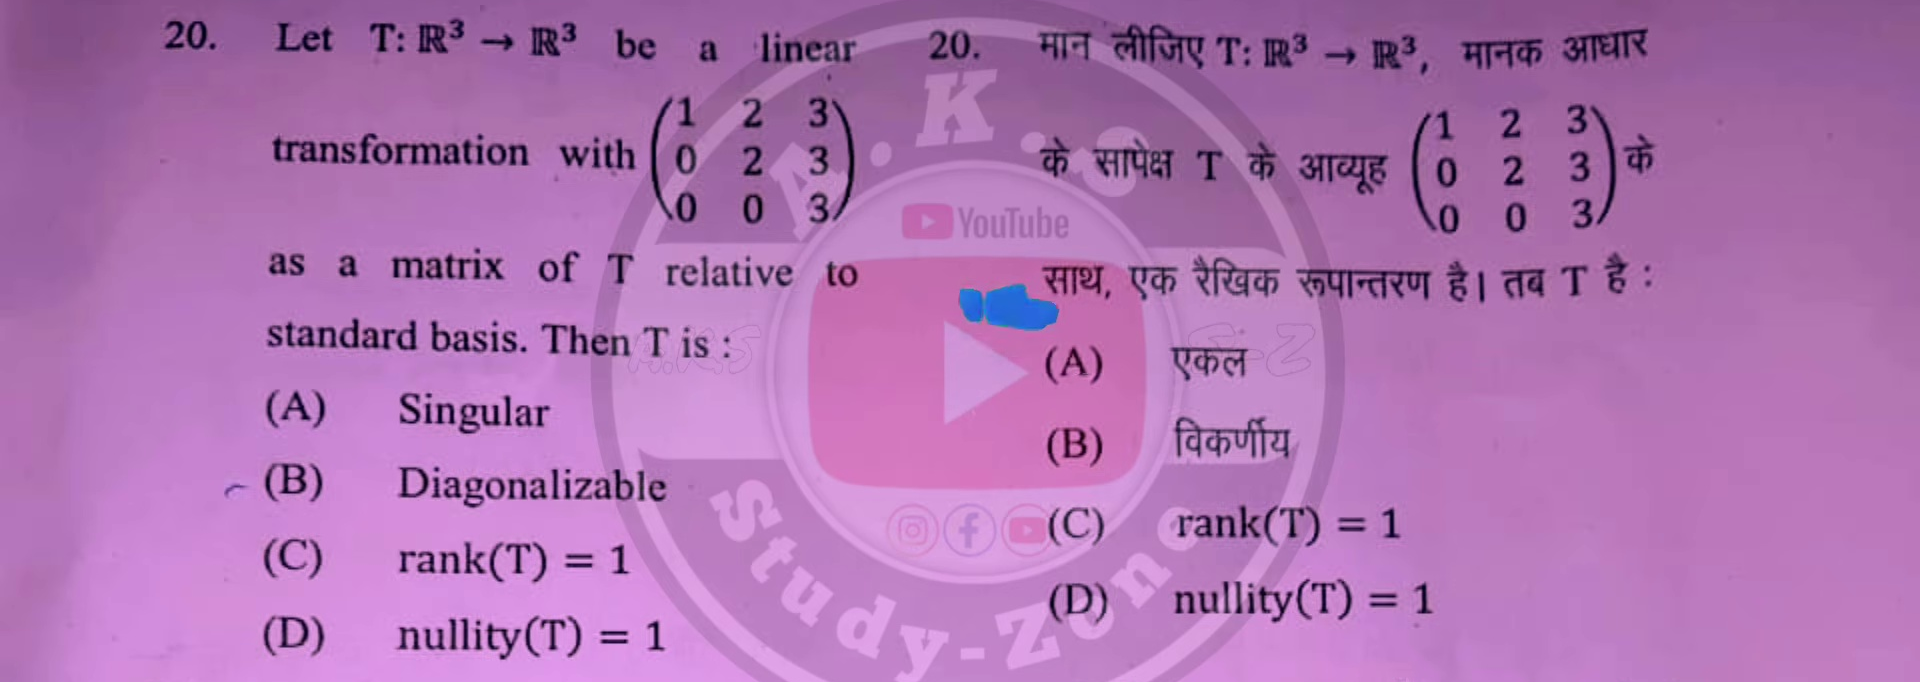 20. Let T: ℝ³ → ℝ³ be a linear
transformation with (1 2 3
0 2 3
0 0 3)
as a matrix of T relative to
standard basis. Then T is :
(A) Singular
(B) Diagonalizable
(C) rank(T) = 1
(D) nullity(T) = 1
20. मान लीजिए T: ℝ³ → ℝ³, मानक आधार
के सापेक्ष T के आव्यूह (1 2 3
0 2 3
0 0 3) के
साथ, एक रैखिक रूपान्तरण है। तब T है :
(A) एकल
(B) विकर्णीय
(C) rank(T) = 1
(D) nullity(T) = 1
A.K.S
YouTube
A.K.S S-Z
Study-Zone